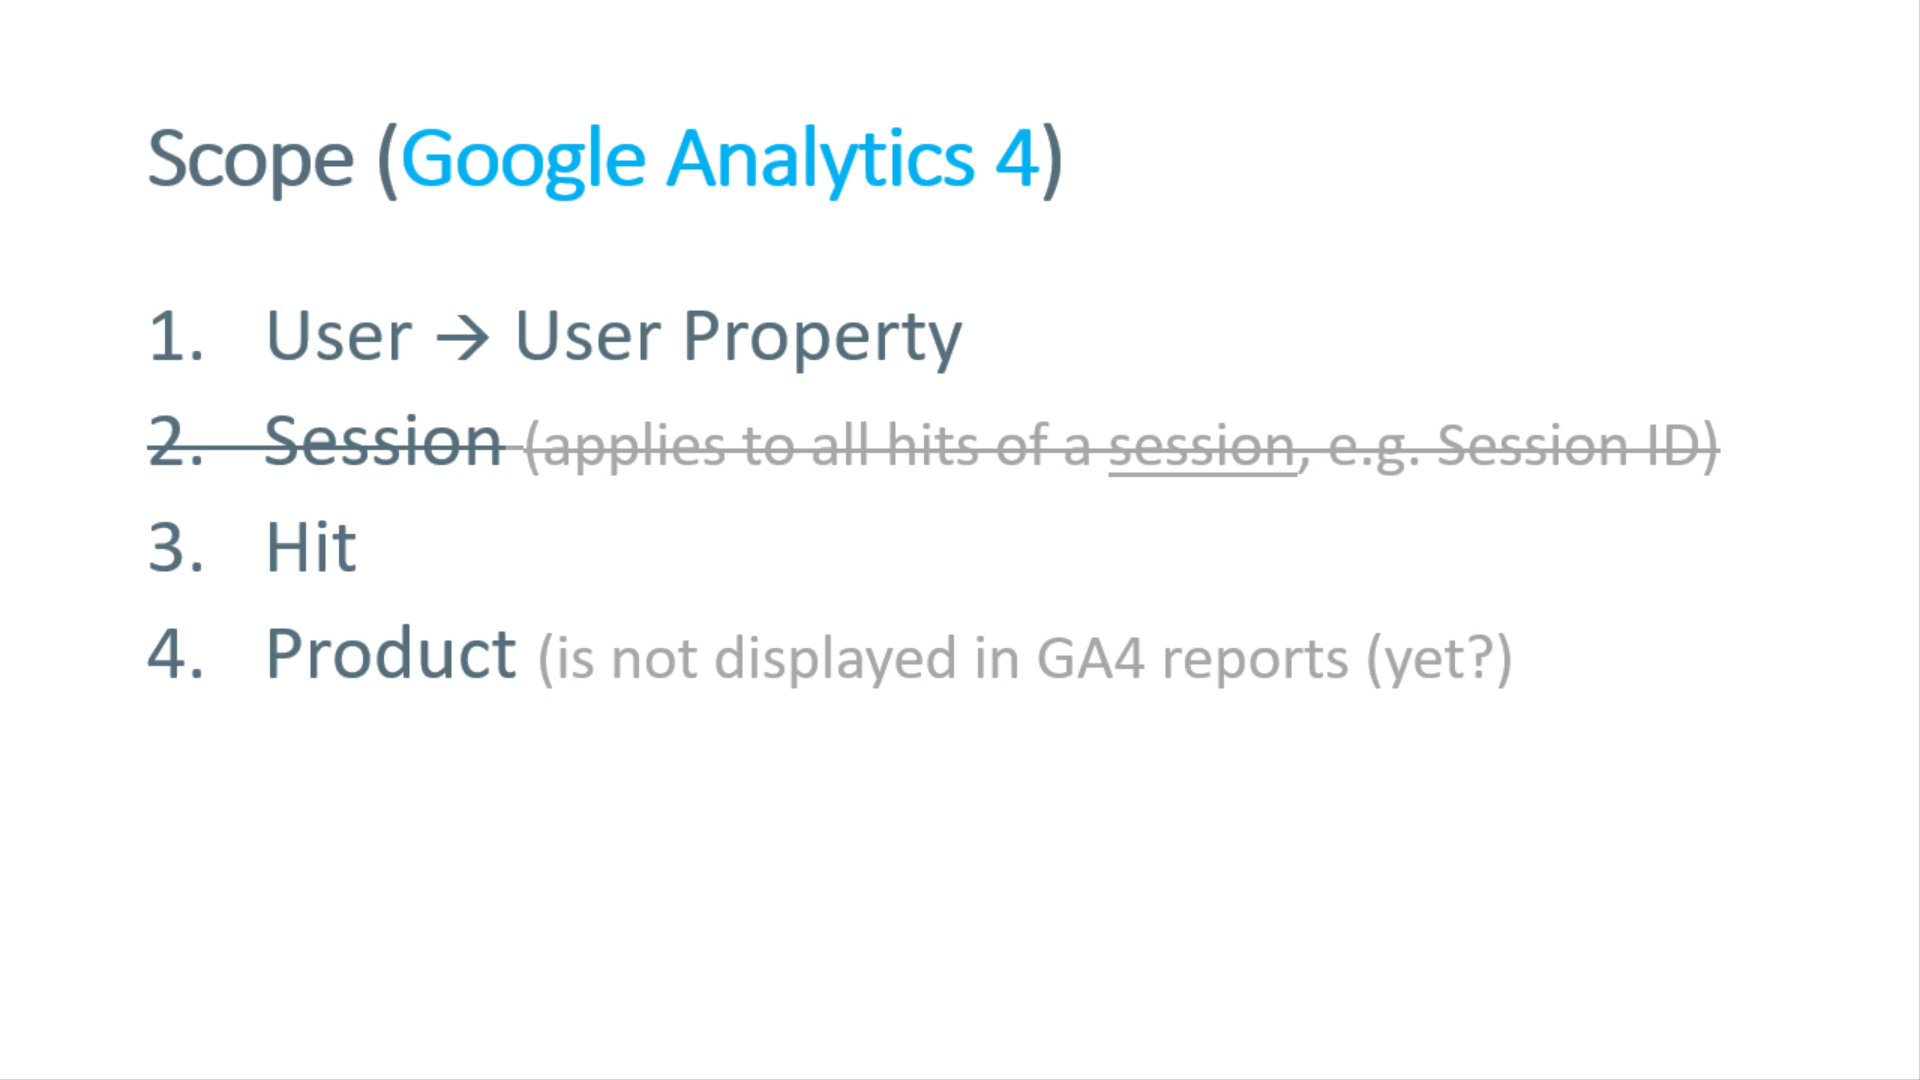 Scope (Google Analytics 4)
1. User → User Property
2. Session (applies to all hits of a session, e.g. Session ID)
3. Hit
4. Product (is not displayed in GA4 reports (yet?)